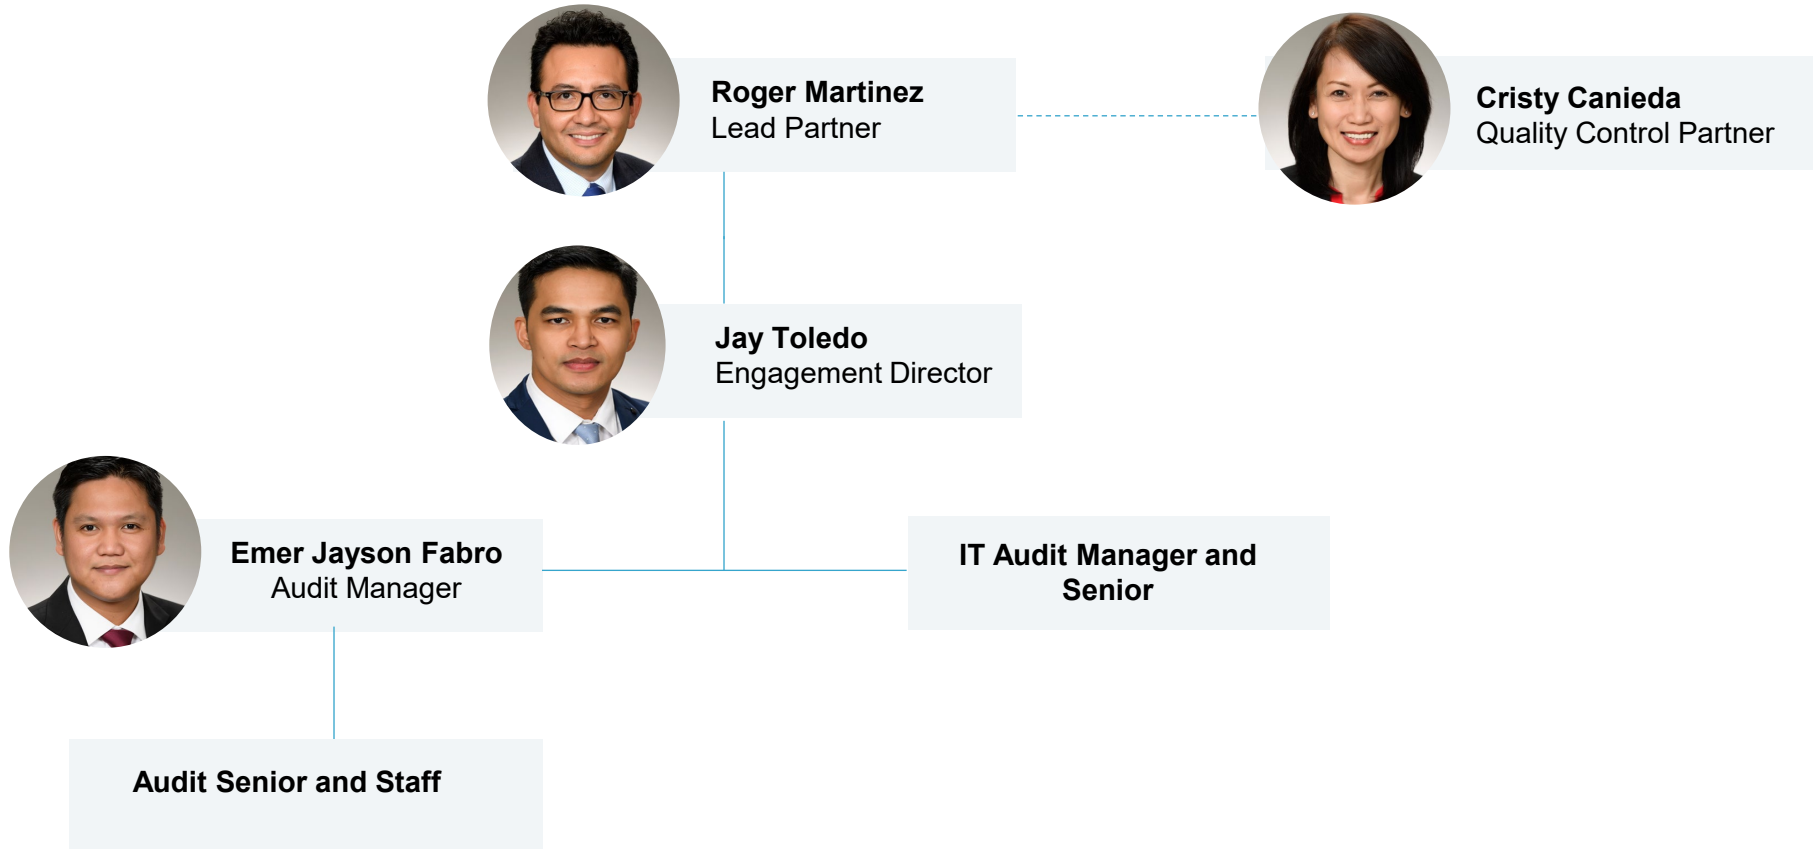 Roger Martinez
Lead Partner
Cristy Canieda
Quality Control Partner
Jay Toledo
Engagement Director
Emer Jayson Fabro
Audit Manager
IT Audit Manager and
Senior
Audit Senior and Staff